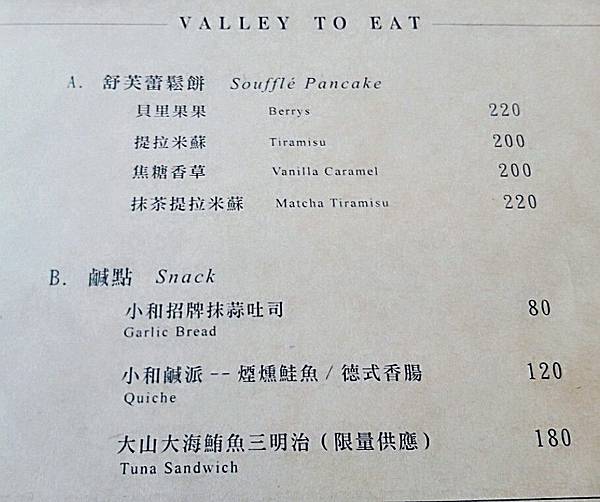 VALLEY TO EAT
A. 舒芙蕾鬆餅 Soufflé Pancake
貝里果果 Berrys 220
提拉米蘇 Tiramisu 200
焦糖香草 Vanilla Caramel 200
抹茶提拉米蘇 Matcha Tiramisu 220
B. 鹹點 Snack
小和招牌抹蒜吐司 80
Garlic Bread
小和鹹派--煙燻鮭魚/德式香腸 120
Quiche
大山大海鮪魚三明治(限量供應) 180
Tuna Sandwich